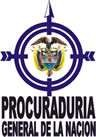 PROCURADURIA
GENERAL DE LA NACION